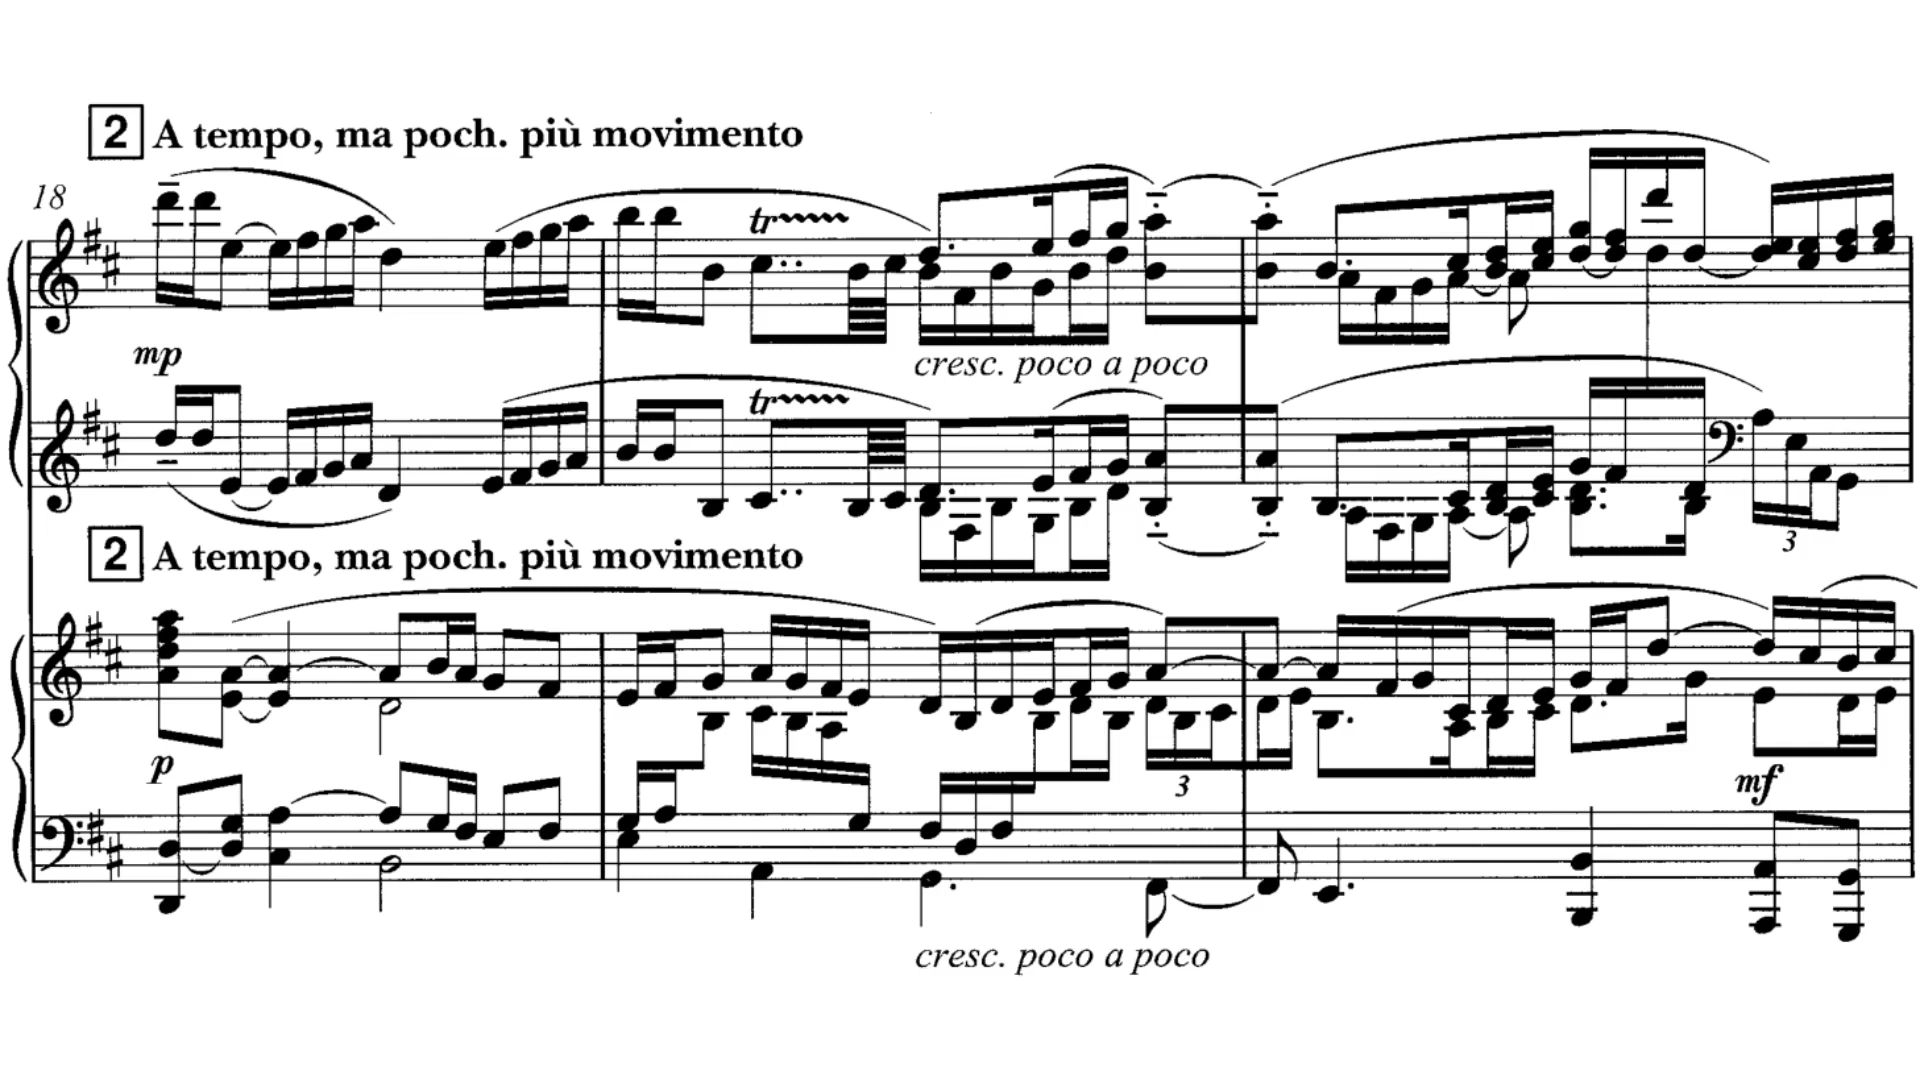 2 A tempo, ma poch. più movimento
18
tr
mp
cresc. poco a poco
tr
3
2 A tempo, ma poch. più movimento
p
3
mf
cresc. poco a poco